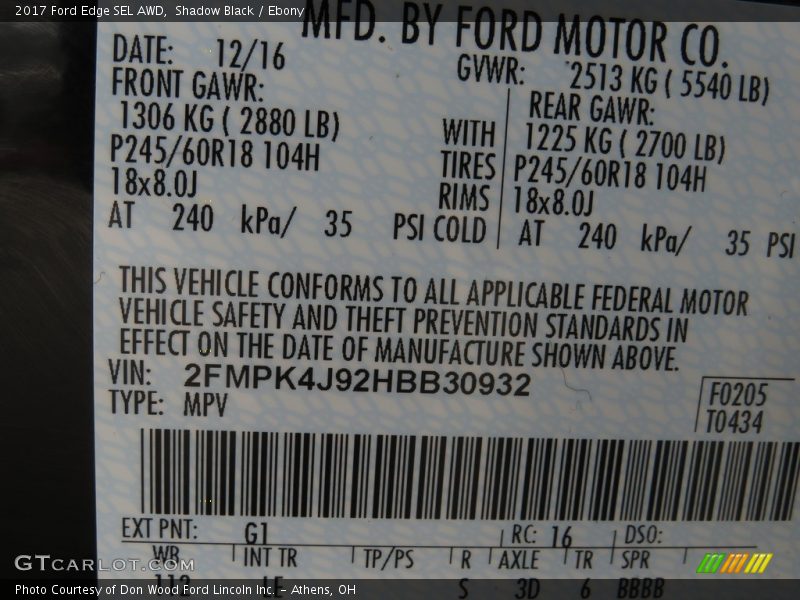 2017 Ford Edge SEL AWD, Shadow Black / Ebony
MFD. BY FORD MOTOR CO.
DATE: 12/16
GVWR: 2513 KG ( 5540 LB)
FRONT GAWR:
REAR GAWR:
1306 KG ( 2880 LB)
WITH
1225 KG ( 2700 LB)
P245/60R18 104H
TIRES
P245/60R18 104H
18x8.0J
RIMS
18x8.0J
AT 240 kPa/ 35 PSI COLD
AT 240 kPa/ 35 PSI
THIS VEHICLE CONFORMS TO ALL APPLICABLE FEDERAL MOTOR
VEHICLE SAFETY AND THEFT PREVENTION STANDARDS IN
EFFECT ON THE DATE OF MANUFACTURE SHOWN ABOVE.
VIN: 2FMPK4J92HBB30932
TYPE: MPV
F0205
T0434
EXT PNT: G1 RC: 16 DSO:
WB INT TR TP/PS R AXLE TR SPR
112 LE S 3D 6 BBBB
GTCARLOT.COM
Photo Courtesy of Don Wood Ford Lincoln Inc. – Athens, OH